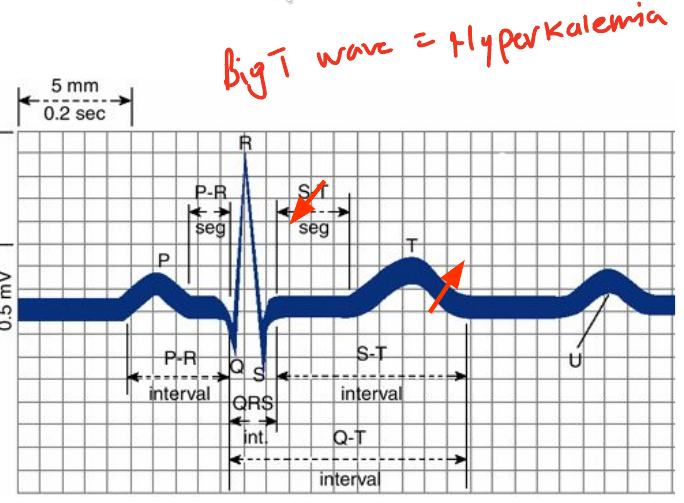 Big T wave = Hyperkalemia
5 mm
0.2 sec
R
P-R
S-T
seg
seg
P
T
0.5 mV
Q
S
U
P-R
S-T
interval
interval
QRS
int.
Q-T
interval